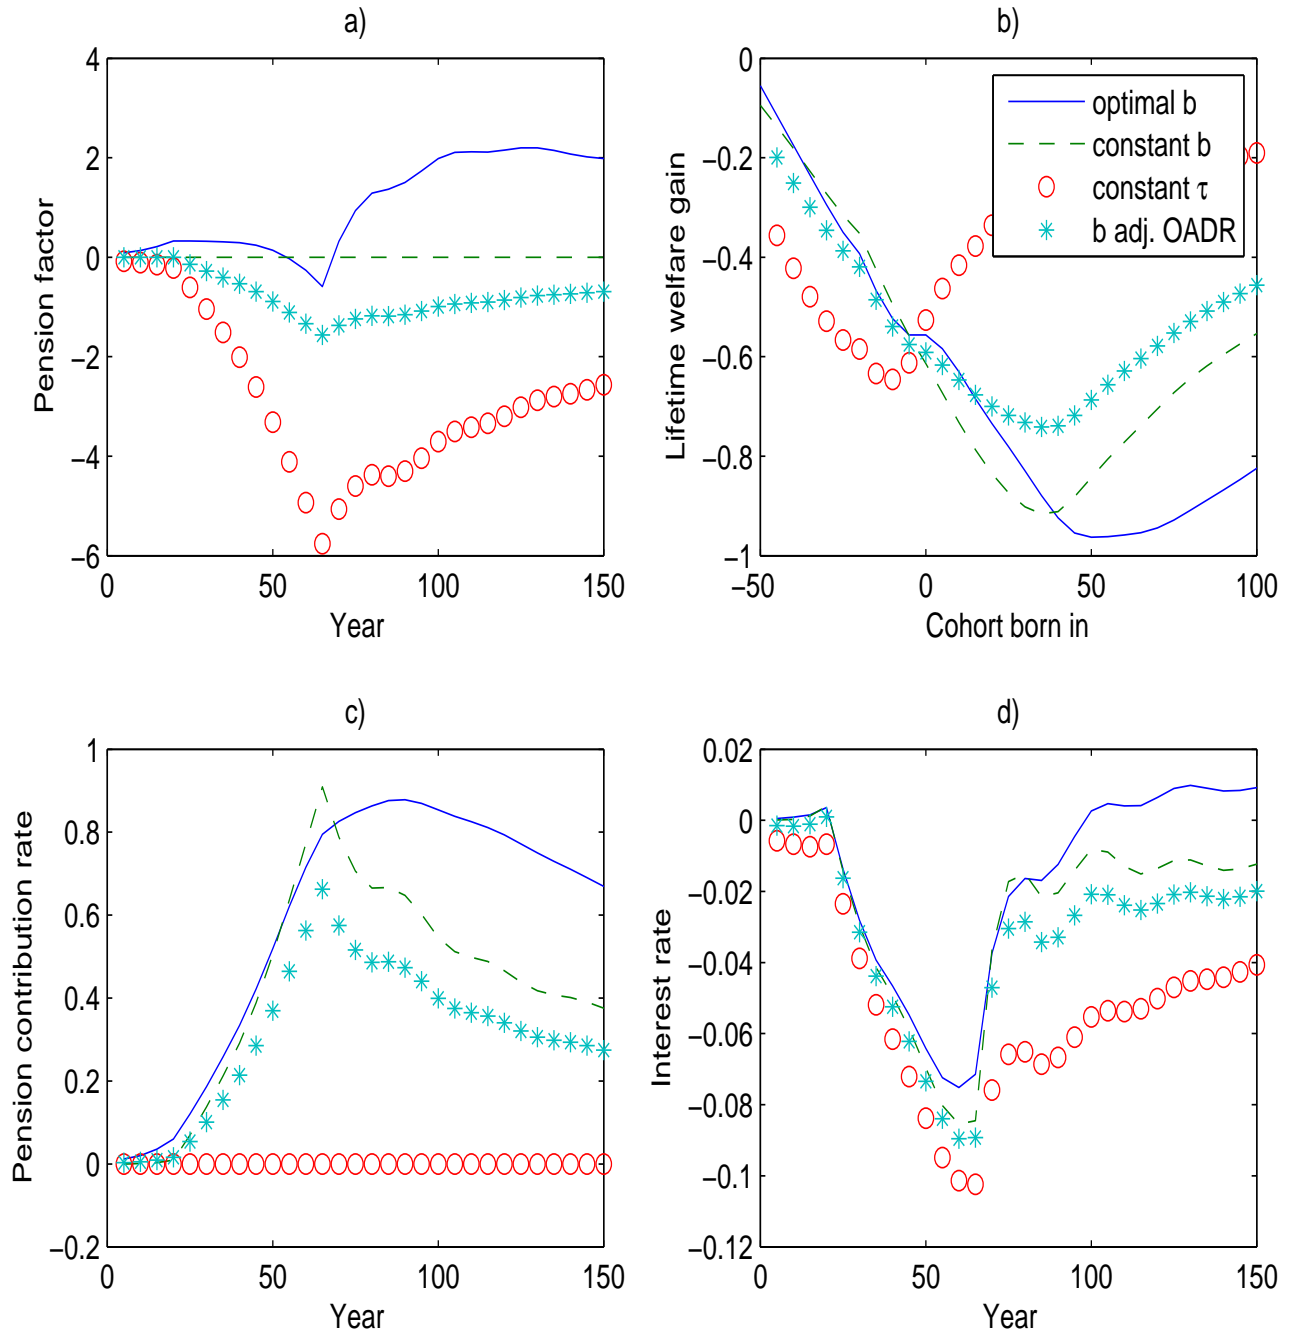 a)
4
2
0
−2
−4
−6
0
50
100
150
Pension factor
Year
b)
0
−0.2
−0.4
−0.6
−0.8
−1
−50
0
50
100
Lifetime welfare gain
Cohort born in
optimal b
constant b
constant τ
b adj. OADR
c)
1
0.8
0.6
0.4
0.2
0
−0.2
0
50
100
150
Pension contribution rate
Year
d)
0.02
0
−0.02
−0.04
−0.06
−0.08
−0.1
−0.12
0
50
100
150
Interest rate
Year